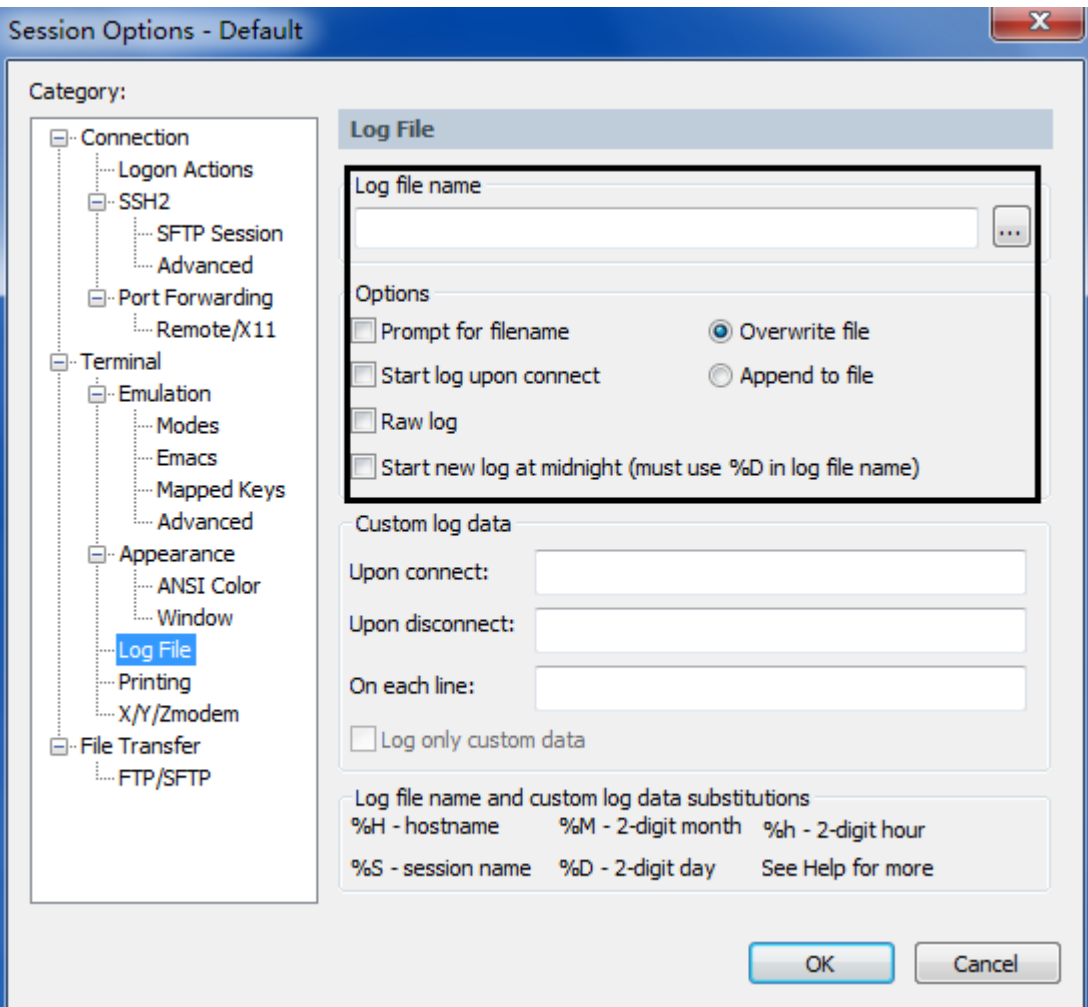 Session Options - Default
x
Category:
Connection
Logon Actions
SSH2
SFTP Session
Advanced
Port Forwarding
Remote/X11
Terminal
Emulation
Modes
Emacs
Mapped Keys
Advanced
Appearance
ANSI Color
Window
Log File
Printing
X/Y/Zmodem
File Transfer
FTP/SFTP
Log File
Log file name
...
Options
Prompt for filename
Overwrite file
Start log upon connect
Append to file
Raw log
Start new log at midnight (must use %D in log file name)
Custom log data
Upon connect:
Upon disconnect:
On each line:
Log only custom data
Log file name and custom log data substitutions
%H - hostname %M - 2-digit month %h - 2-digit hour
%S - session name %D - 2-digit day See Help for more
OK Cancel